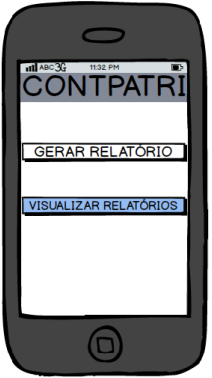 ABC 3G 11:32 PM
CONTPATRI
GERAR RELATÓRIO
VISUALIZAR RELATÓRIOS